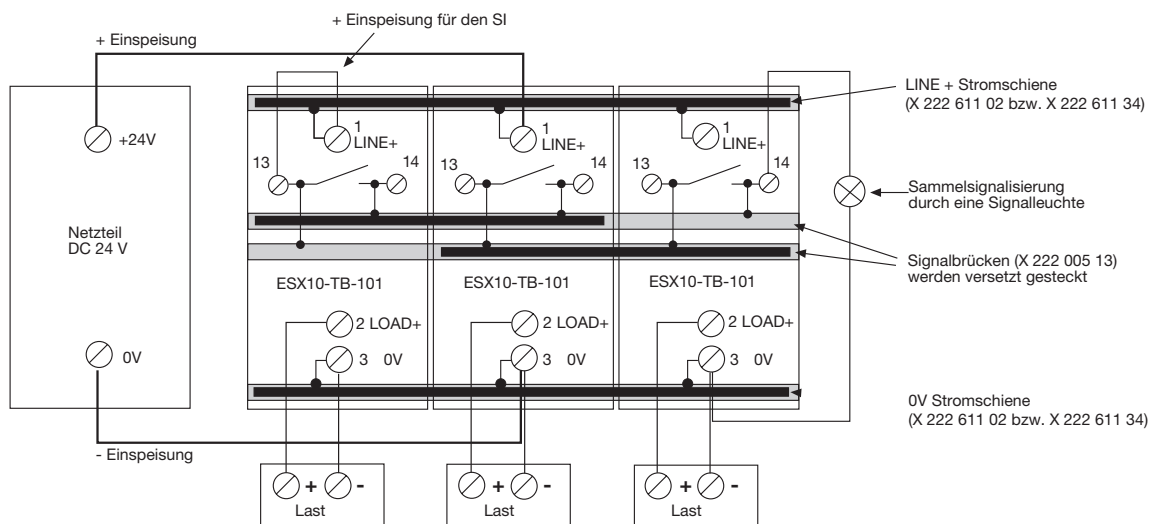 + Einspeisung für den SI
+ Einspeisung
LINE + Stromschiene
(X 222 611 02 bzw. X 222 611 34)
+24V
1
LINE+
1
LINE+
1
LINE+
13
14
13
14
13
14
Sammelsignalisierung
durch eine Signalleuchte
Netzteil
DC 24 V
Signalbrücken (X 222 005 13)
werden versetzt gesteckt
ESX10-TB-101
ESX10-TB-101
ESX10-TB-101
2 LOAD+
2 LOAD+
2 LOAD+
0V
3 0V
3 0V
3 0V
0V Stromschiene
(X 222 611 02 bzw. X 222 611 34)
- Einspeisung
+ -
+ -
+ -
Last
Last
Last